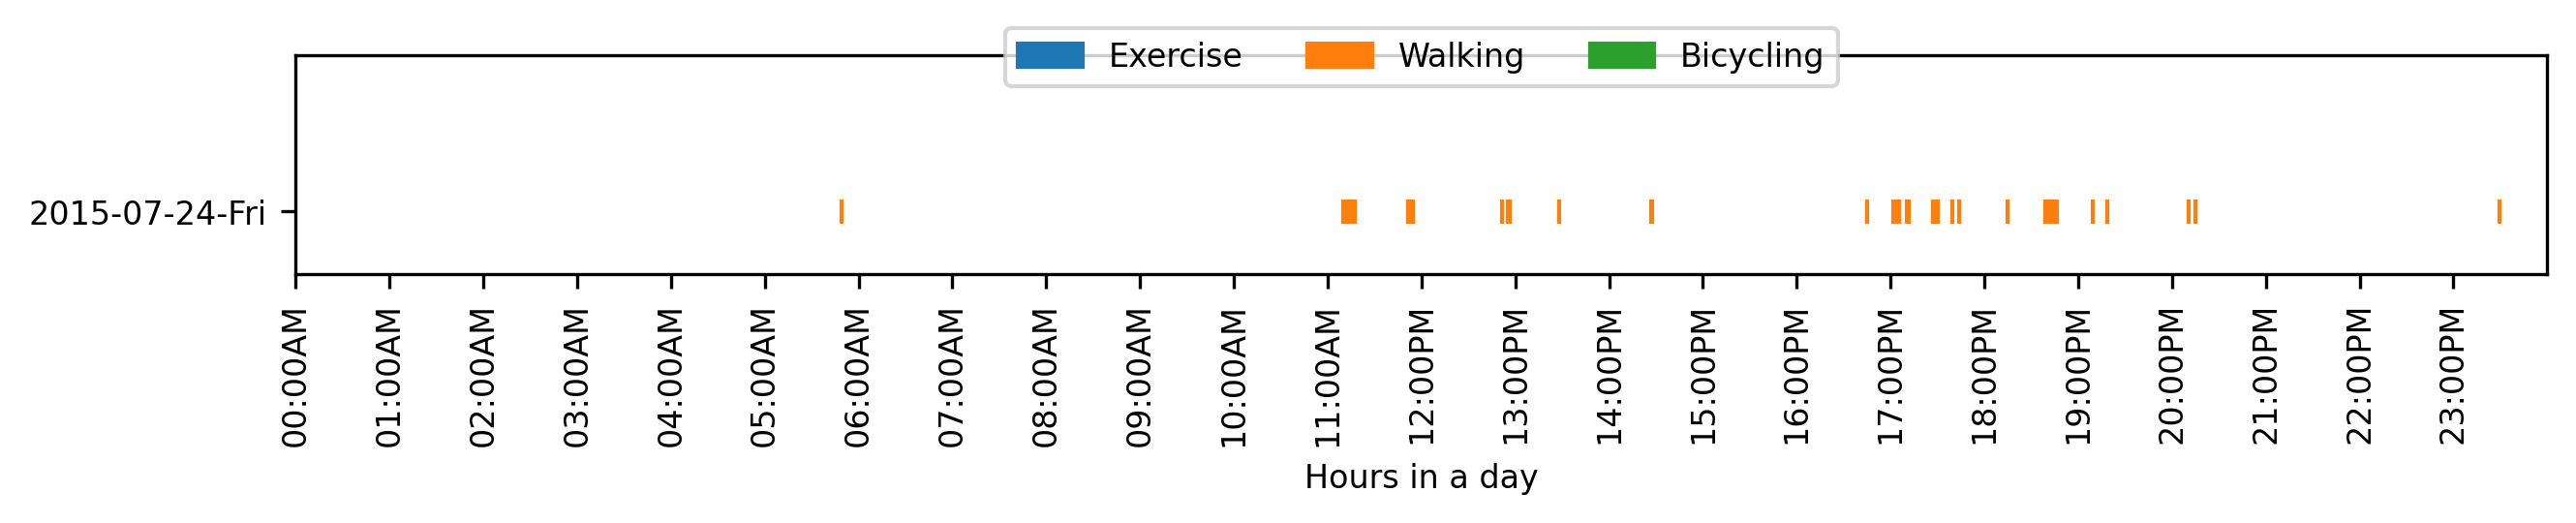 Exercise Walking Bicycling
2015-07-24-Fri
00:00AM 01:00AM 02:00AM 03:00AM 04:00AM 05:00AM 06:00AM 07:00AM 08:00AM 09:00AM 10:00AM 11:00AM 12:00PM 13:00PM 14:00PM 15:00PM 16:00PM 17:00PM 18:00PM 19:00PM 20:00PM 21:00PM 22:00PM 23:00PM
Hours in a day